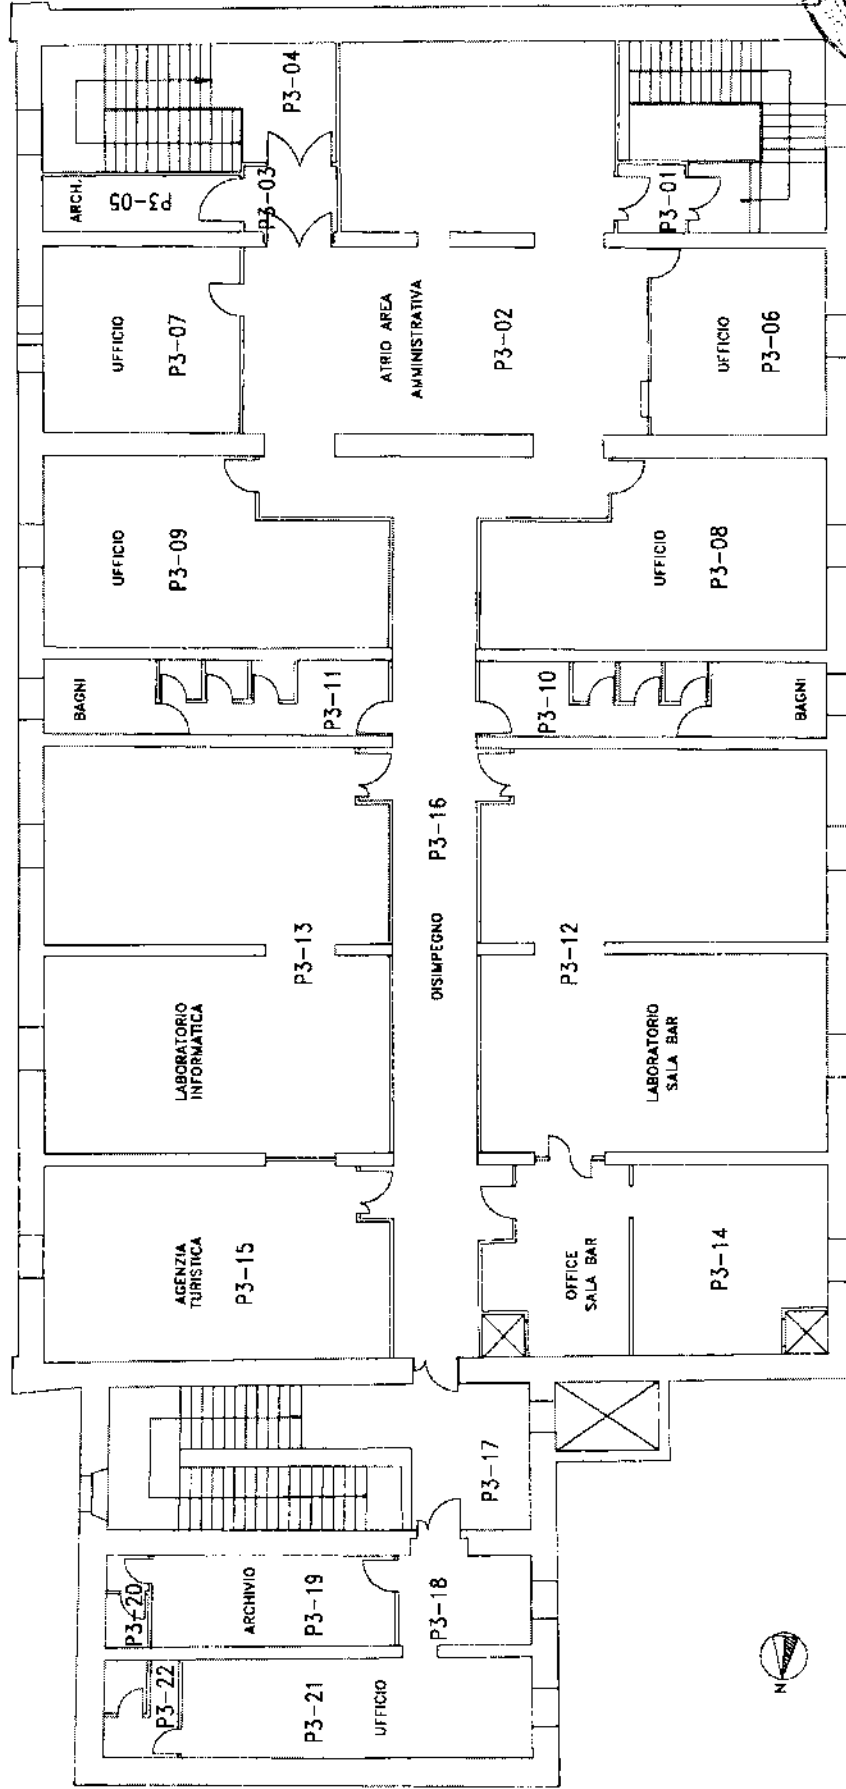 P3-04
P3-03
ARCH.
P3-05
P3-01
UFFICIO
P3-07
ATRIO AREA
AMMINISTRATIVA
P3-02
UFFICIO
P3-06
UFFICIO
P3-09
UFFICIO
P3-08
BAGNI
P3-11
P3-10
BAGNI
P3-16
DISIMPEGNO
P3-13
LABORATORIO
INFORMATICA
P3-12
LABORATORIO
SALA BAR
AGENZIA
TURISTICA
P3-15
OFFICE
SALA BAR
P3-14
P3-17
P3-20
ARCHIVIO
P3-19
P3-18
P3-22
P3-21
UFFICIO
N